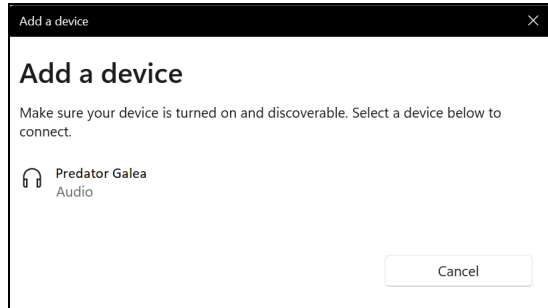 Add a device
Add a device
Make sure your device is turned on and discoverable. Select a device below to
connect.
Predator Galea
Audio
Cancel